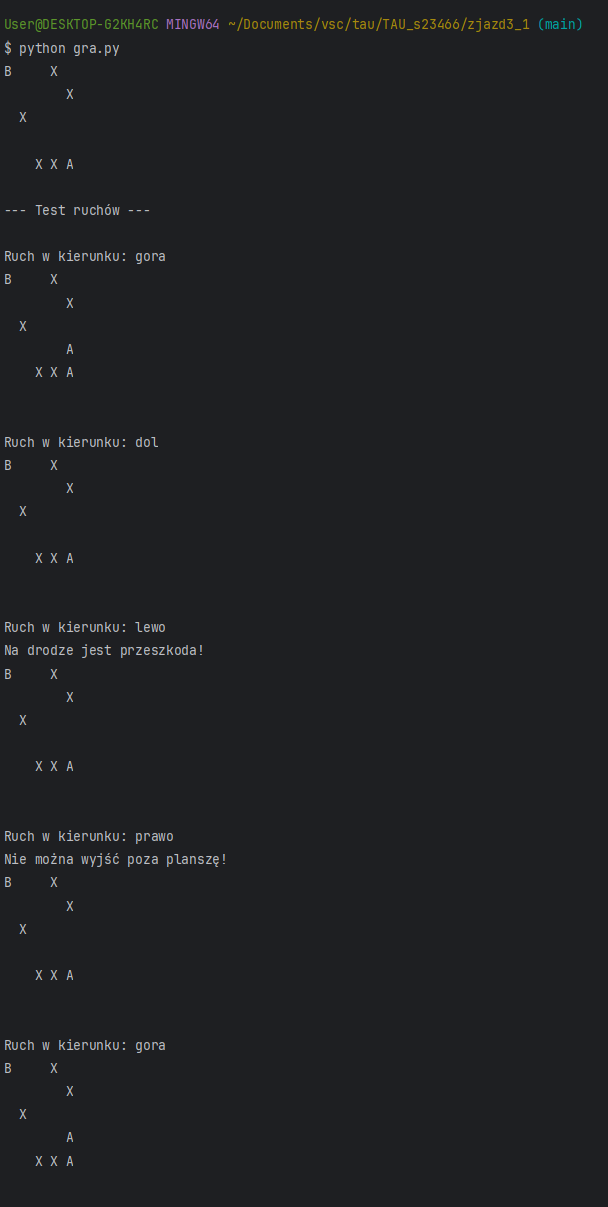 User@DESKTOP-G2KH4RC MINGW64 ~/Documents/vsc/tau/TAU_s23466/zjazd3_1 (main)
$ python gra.py
B     X
        X
  X

    X X A

--- Test ruchów ---

Ruch w kierunku: gora
B     X
        X
  X
        A
    X X A


Ruch w kierunku: dol
B     X
        X
  X

    X X A


Ruch w kierunku: lewo
Na drodze jest przeszkoda!
B     X
        X
  X

    X X A


Ruch w kierunku: prawo
Nie można wyjść poza planszę!
B     X
        X
  X

    X X A


Ruch w kierunku: gora
B     X
        X
  X
        A
    X X A